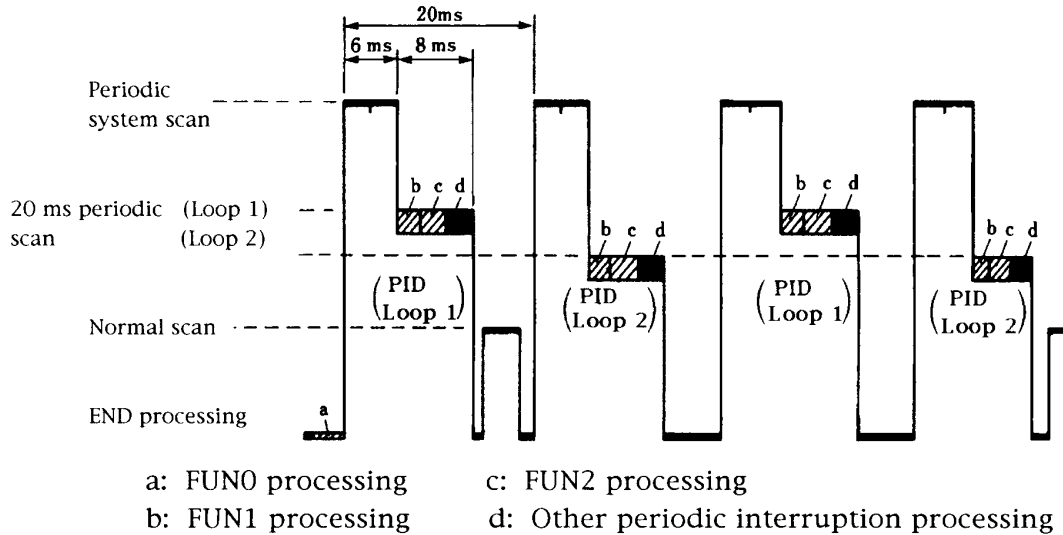 20ms
6 ms 8 ms
Periodic
system scan
b c d
b c d
20 ms periodic (Loop 1)
scan (Loop 2)
b c d
b c d
(PID
Loop 1)
(PID
Loop 2)
(PID
Loop 1)
(PID
Loop 2)
Normal scan
END processing
a
a: FUN0 processing c: FUN2 processing
b: FUN1 processing d: Other periodic interruption processing